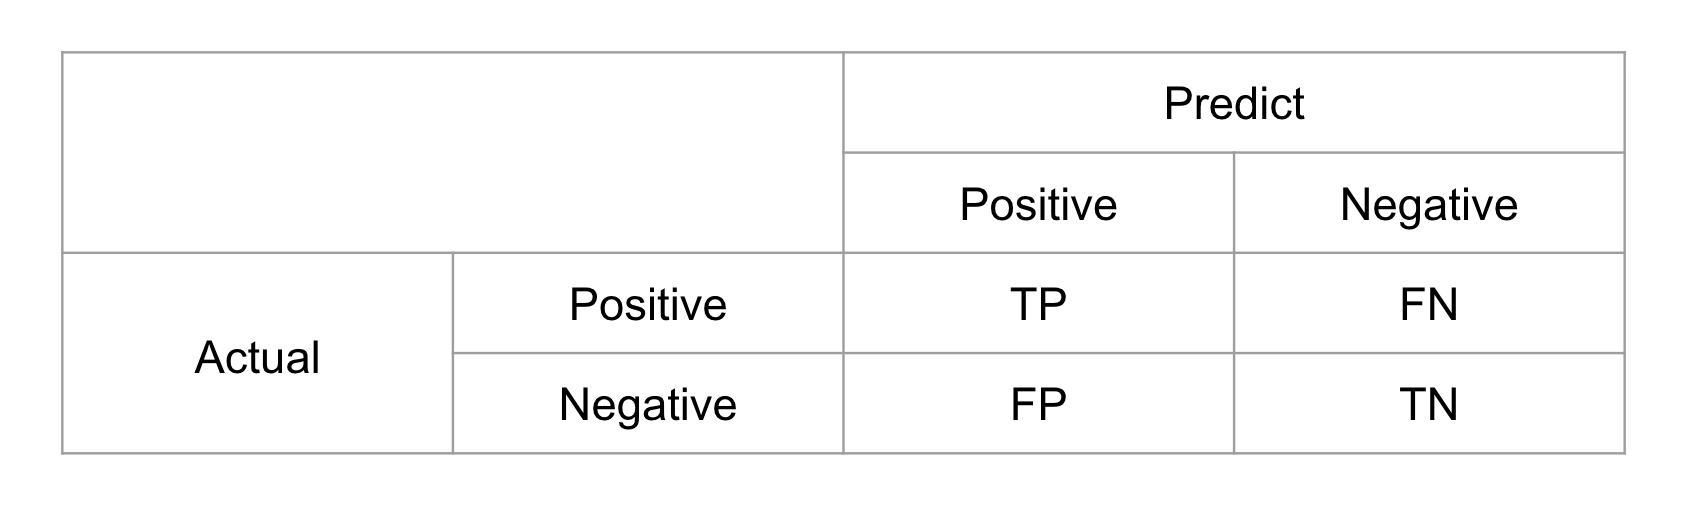 Predict
Positive Negative
Actual
Positive TP FN
Negative FP TN